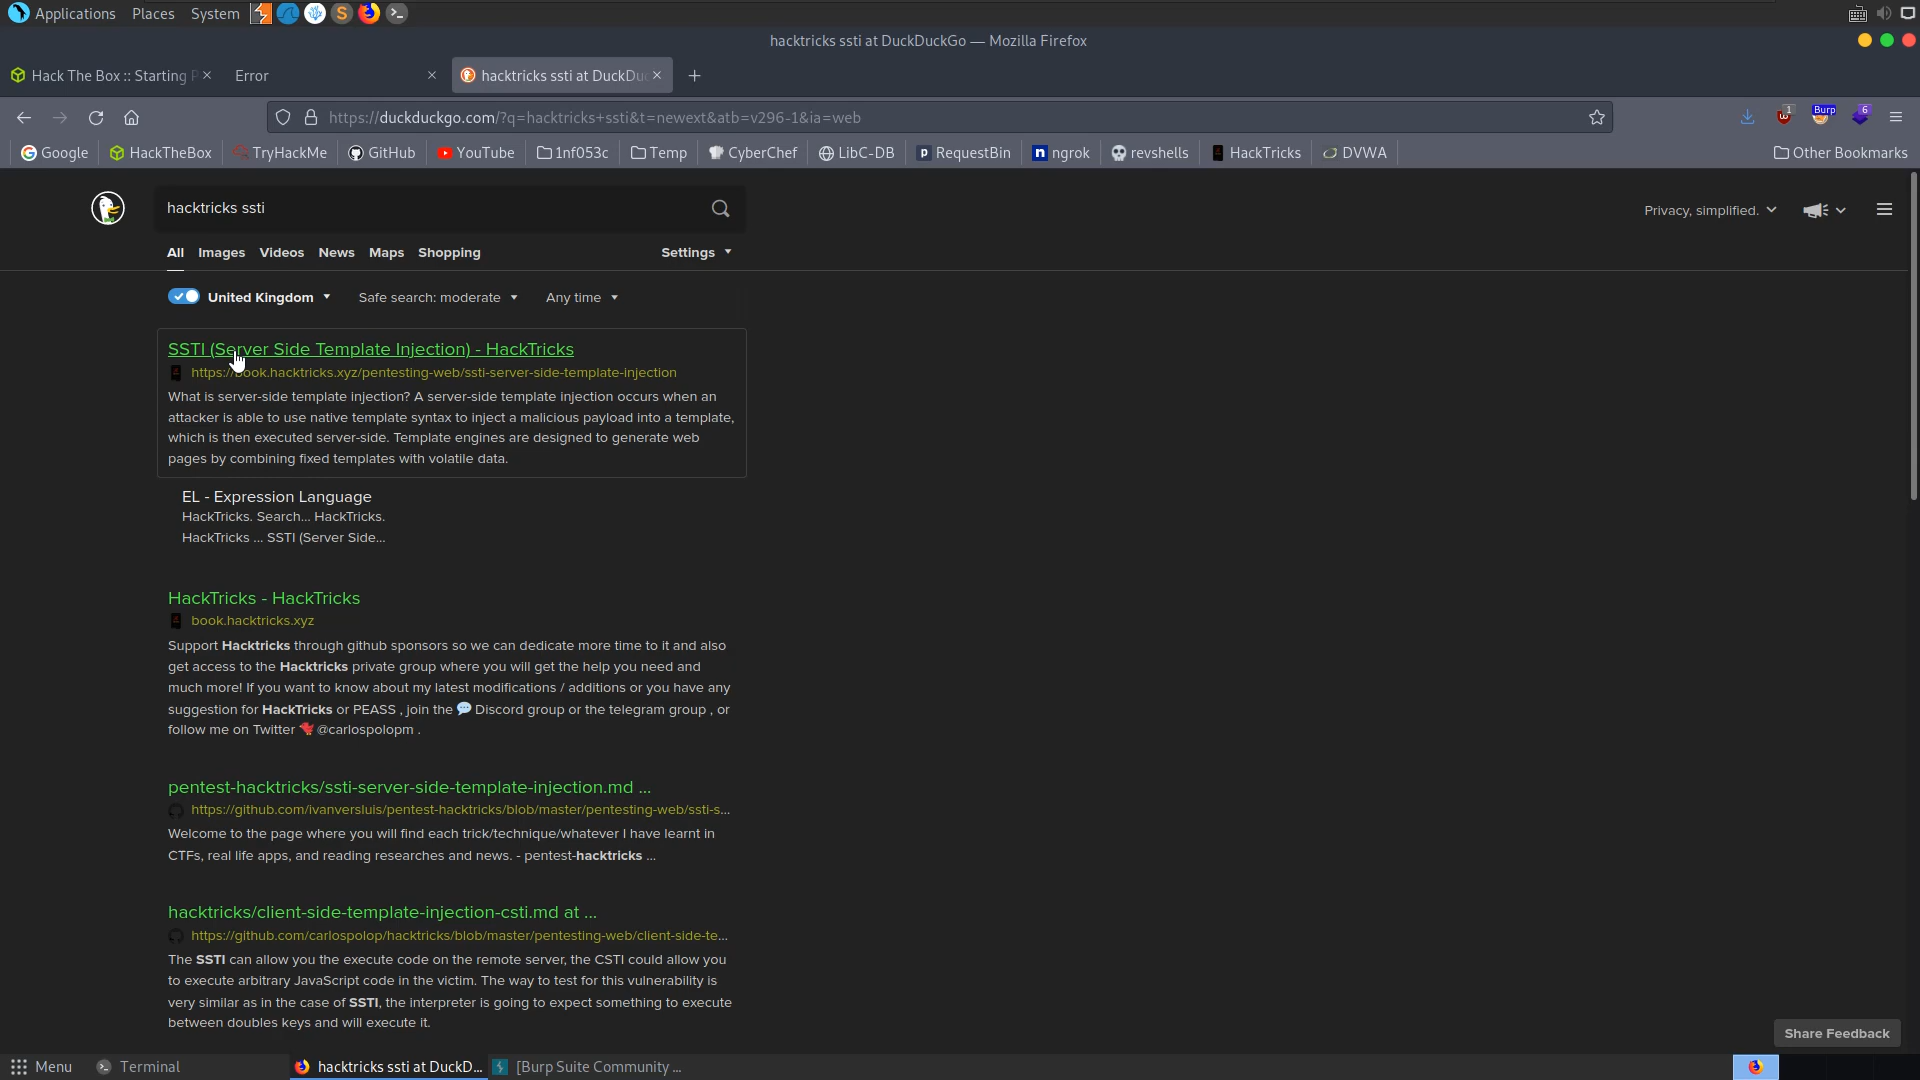 Applications Places System
hacktricks ssti at DuckDuckGo — Mozilla Firefox
Hack The Box :: Starting P
Error
hacktricks ssti at DuckDu
https://duckduckgo.com/?q=hacktricks+ssti&t=newext&atb=v296-1&ia=web
1 Burp 6
Google HackTheBox TryHackMe GitHub YouTube 1nf053c Temp CyberChef LibC-DB RequestBin ngrok revshells HackTricks DVWA Other Bookmarks
hacktricks ssti
Privacy, simplified.
All Images Videos News Maps Shopping Settings
United Kingdom Safe search: moderate Any time
SSTI (Server Side Template Injection) - HackTricks
https://book.hacktricks.xyz/pentesting-web/ssti-server-side-template-injection
What is server-side template injection? A server-side template injection occurs when an
attacker is able to use native template syntax to inject a malicious payload into a template,
which is then executed server-side. Template engines are designed to generate web
pages by combining fixed templates with volatile data.
EL - Expression Language
HackTricks. Search... HackTricks.
HackTricks ... SSTI (Server Side...
HackTricks - HackTricks
book.hacktricks.xyz
Support Hacktricks through github sponsors so we can dedicate more time to it and also
get access to the Hacktricks private group where you will get the help you need and
much more! If you want to know about my latest modifications / additions or you have any
suggestion for HackTricks or PEASS , join the 💬 Discord group or the telegram group , or
follow me on Twitter 🐦 @carlospolopm .
pentest-hacktricks/ssti-server-side-template-injection.md ...
https://github.com/ivanversluis/pentest-hacktricks/blob/master/pentesting-web/ssti-s...
Welcome to the page where you will find each trick/technique/whatever I have learnt in
CTFs, real life apps, and reading researches and news. - pentest-hacktricks ...
hacktricks/client-side-template-injection-csti.md at ...
https://github.com/carlospolop/hacktricks/blob/master/pentesting-web/client-side-te...
The SSTI can allow you the execute code on the remote server, the CSTI could allow you
to execute arbitrary JavaScript code in the victim. The way to test for this vulnerability is
very similar as in the case of SSTI, the interpreter is going to expect something to execute
between doubles keys and will execute it.
Share Feedback
Menu Terminal hacktricks ssti at DuckD... [Burp Suite Community ...